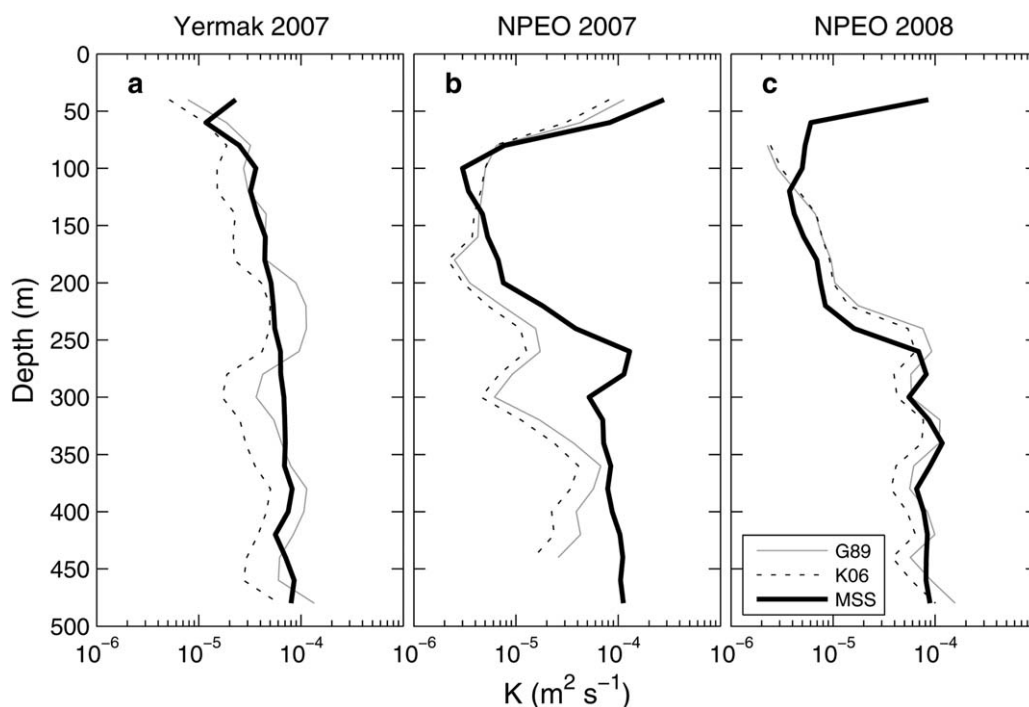 Yermak 2007
NPEO 2007
NPEO 2008
a
b
c
Depth (m)
0
50
100
150
200
250
300
350
400
450
500
10⁻⁶ 10⁻⁵ 10⁻⁴
10⁻⁶ 10⁻⁵ 10⁻⁴
10⁻⁶ 10⁻⁵ 10⁻⁴
K (m² s⁻¹)
G89
K06
MSS